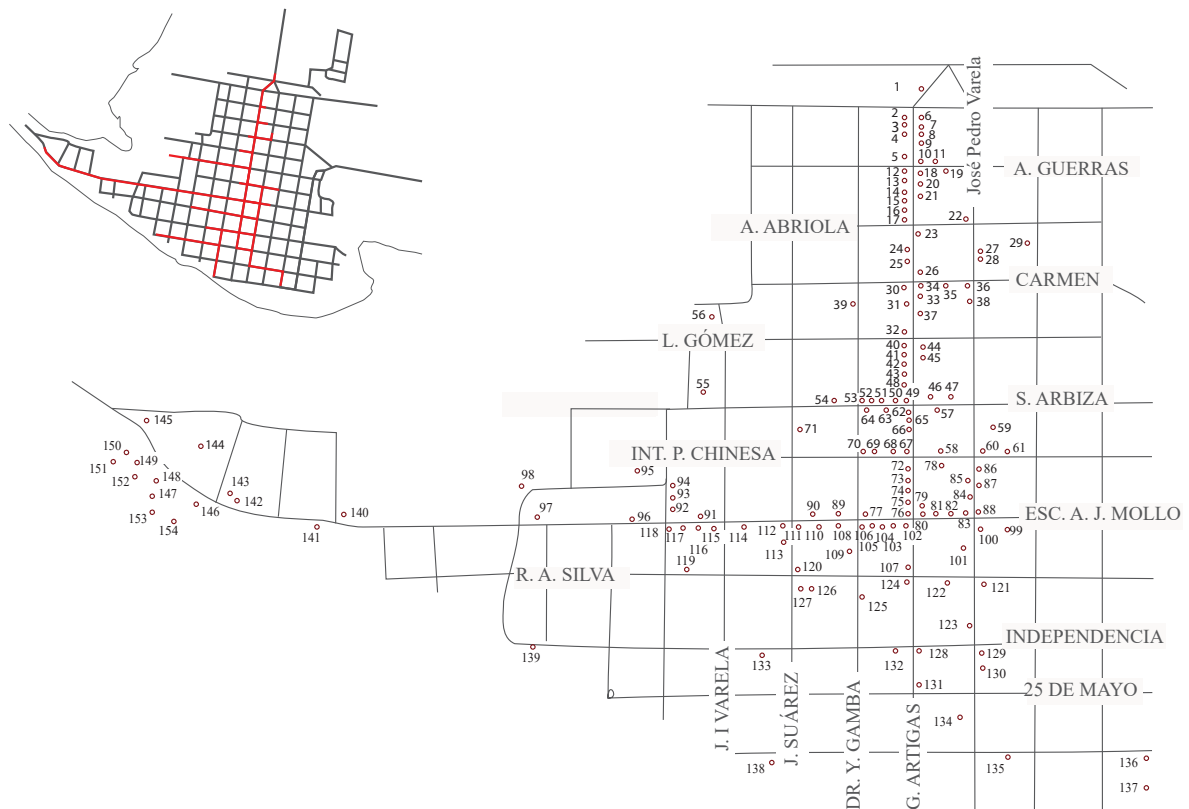 José Pedro Varela
1
2 6
3 7
4 8
9
5 10 11
A. GUERRAS
12 18 19
13 20
14 21
15
16
17 22
A. ABRIOLA
23
24 27 29
25 28
26
CARMEN
30 34 35 36
39 31 33 38
37
56
32
L. GÓMEZ
40 44
41 45
42
43
48
55
46 47
54 53 52 51 50 49
S. ARBIZA
64 63 62 57
65
71 66 59
145
144
150 149
151
152 148
147
153 146
154
143
142
141
140
INT. P. CHINESA
70 69 68 67 58 60 61
98 95
72 78 86
94 73 85 87
93 74 84
92 75 79
97 96 91 90 89 77 76 81 82 88
ESC. A. J. MOLLO
118 117 115 114 112 111 110 108 106 104 102 80 83 99
116 113 105 103 100
119 109 101
R. A. SILVA
120 107
124 122 121
127 126 125
123
INDEPENDENCIA
139 133 132 128 129
130
131
25 DE MAYO
134
138 135 136
137
J. I VARELA
J. SUÁREZ
DR. Y. GAMBA
G. ARTIGAS